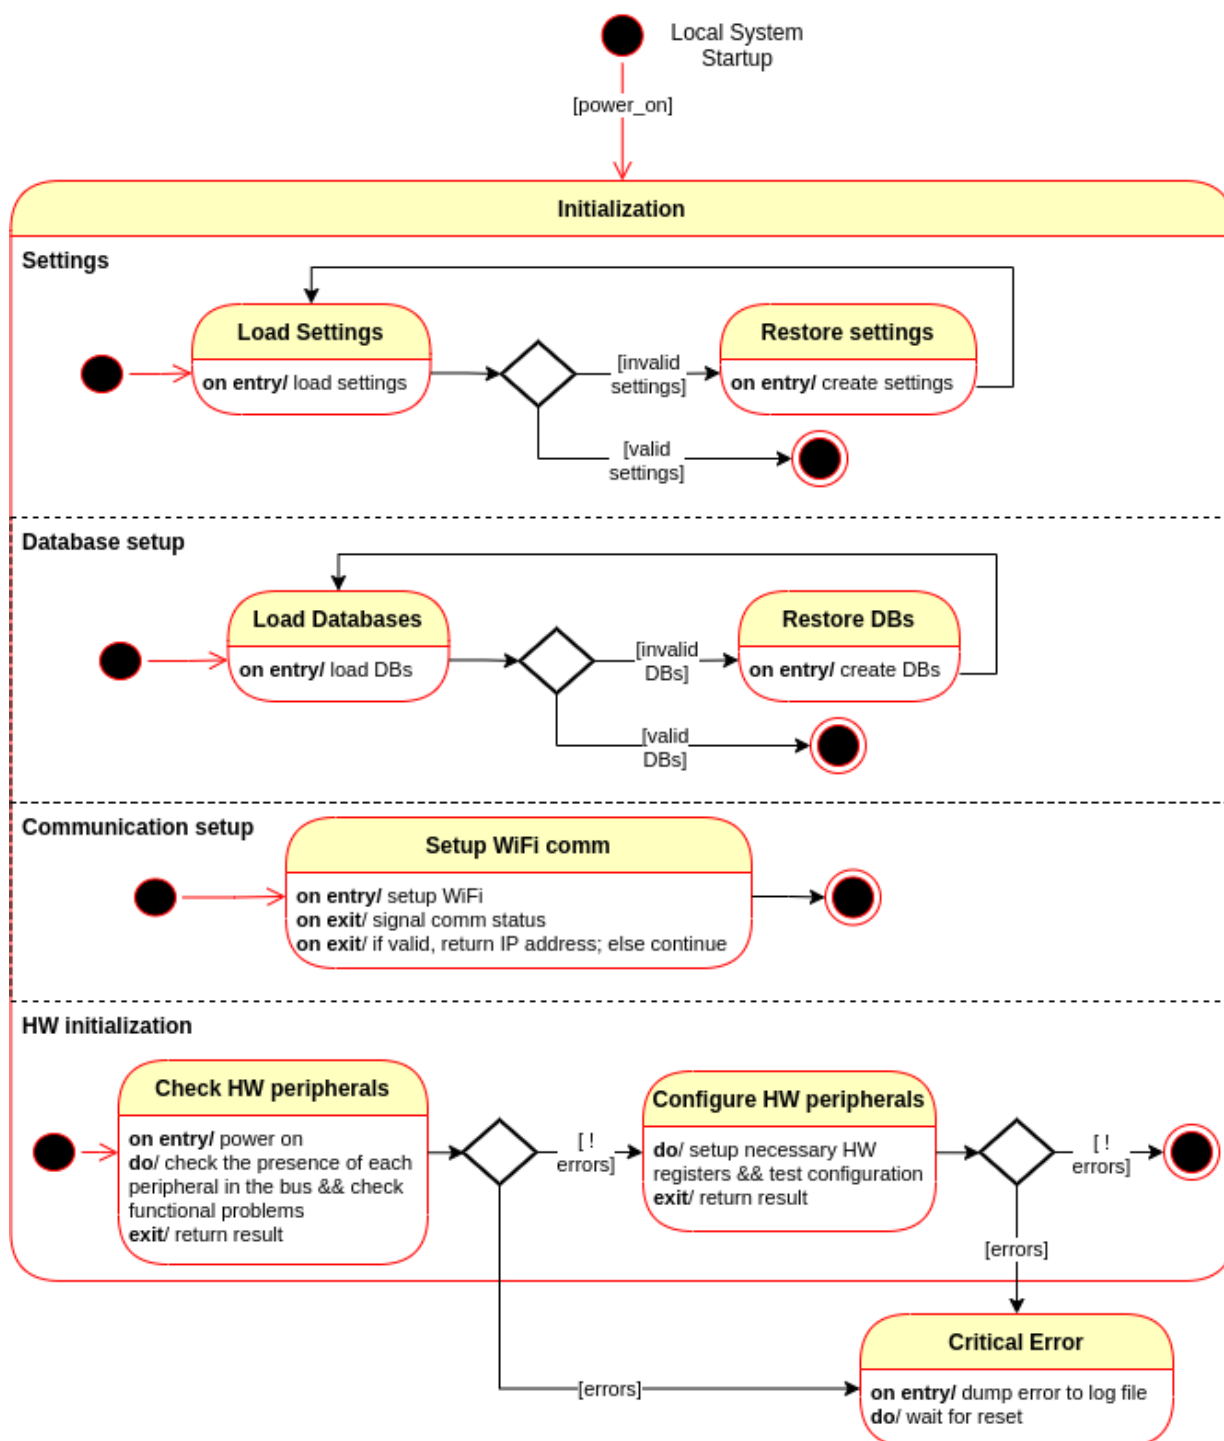 Local System
Startup
[power_on]
Initialization
Settings
Load Settings
on entry/ load settings
[invalid
settings]
Restore settings
on entry/ create settings
[valid
settings]
Database setup
Load Databases
on entry/ load DBs
[invalid
DBs]
Restore DBs
on entry/ create DBs
[valid
DBs]
Communication setup
Setup WiFi comm
on entry/ setup WiFi
on exit/ signal comm status
on exit/ if valid, return IP address; else continue
HW initialization
Check HW peripherals
on entry/ power on
do/ check the presence of each
peripheral in the bus && check
functional problems
exit/ return result
[ !
errors]
Configure HW peripherals
do/ setup necessary HW
registers && test configuration
exit/ return result
[ !
errors]
[errors]
[errors]
Critical Error
on entry/ dump error to log file
do/ wait for reset